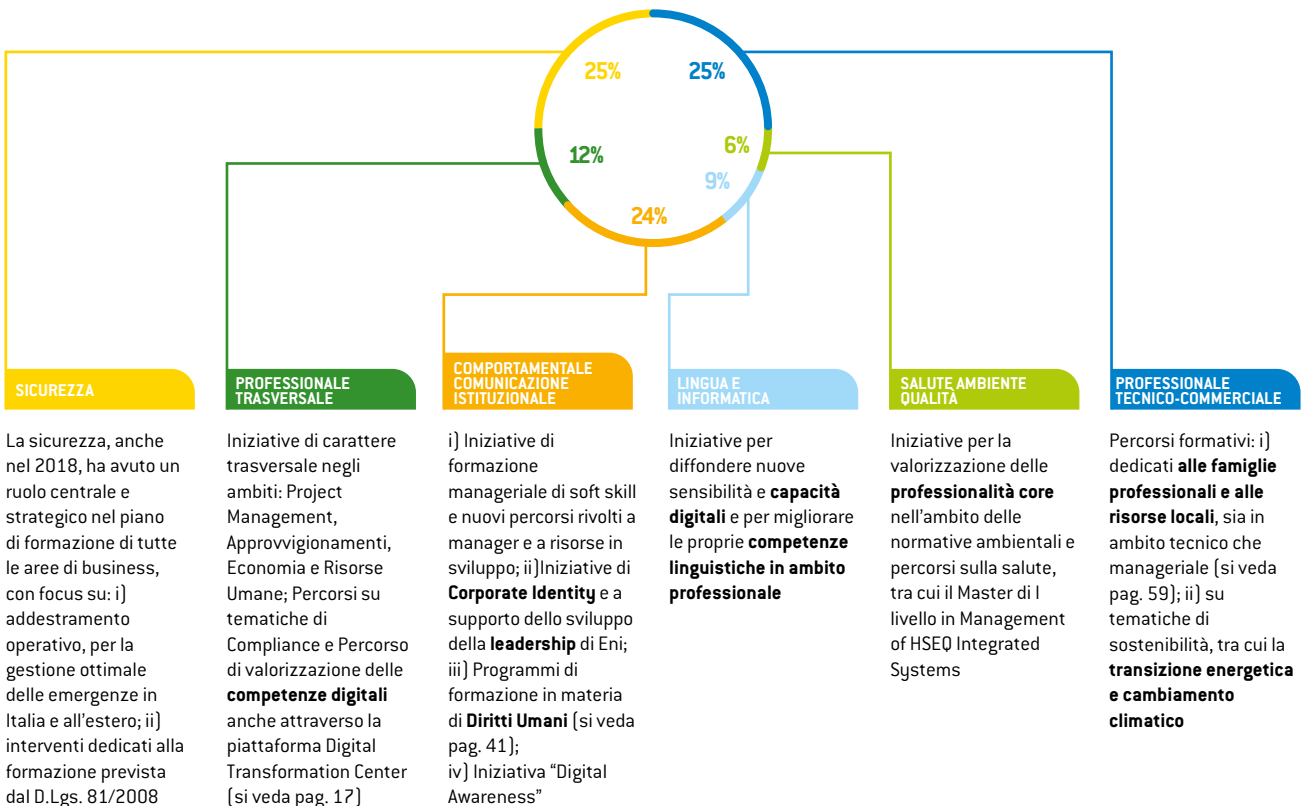 25%
25%
12%
6%
9%
24%
SICUREZZA
La sicurezza, anche
nel 2018, ha avuto un
ruolo centrale e
strategico nel piano
di formazione di tutte
le aree di business,
con focus su: i)
addestramento
operativo, per la
gestione ottimale
delle emergenze in
Italia e all'estero; ii)
interventi dedicati alla
formazione prevista
dal D.Lgs. 81/2008
PROFESSIONALE
TRASVERSALE
Iniziative di carattere
trasversale negli
ambiti: Project
Management,
Approvvigionamenti,
Economia e Risorse
Umane; Percorsi su
tematiche di
Compliance e Percorso
di valorizzazione delle
competenze digitali
anche attraverso la
piattaforma Digital
Transformation Center
(si veda pag. 17)
COMPORTAMENTALE
COMUNICAZIONE
ISTITUZIONALE
i) Iniziative di
formazione
manageriale di soft skill
e nuovi percorsi rivolti a
manager e a risorse in
sviluppo; ii)Iniziative di
Corporate Identity e a
supporto dello sviluppo
della leadership di Eni;
iii) Programmi di
formazione in materia
di Diritti Umani (si veda
pag. 41);
iv) Iniziativa “Digital
Awareness”
LINGUA E
INFORMATICA
Iniziative per
diffondere nuove
sensibilità e capacità
digitali e per migliorare
le proprie competenze
linguistiche in ambito
professionale
SALUTE AMBIENTE
QUALITÀ
Iniziative per la
valorizzazione delle
professionalità core
nell'ambito delle
normative ambientali e
percorsi sulla salute,
tra cui il Master di I
livello in Management
of HSEQ Integrated
Systems
PROFESSIONALE
TECNICO-COMMERCIALE
Percorsi formativi: i)
dedicati alle famiglie
professionali e alle
risorse locali, sia in
ambito tecnico che
manageriale (si veda
pag. 59); ii) su
tematiche di
sostenibilità, tra cui la
transizione energetica
e cambiamento
climatico